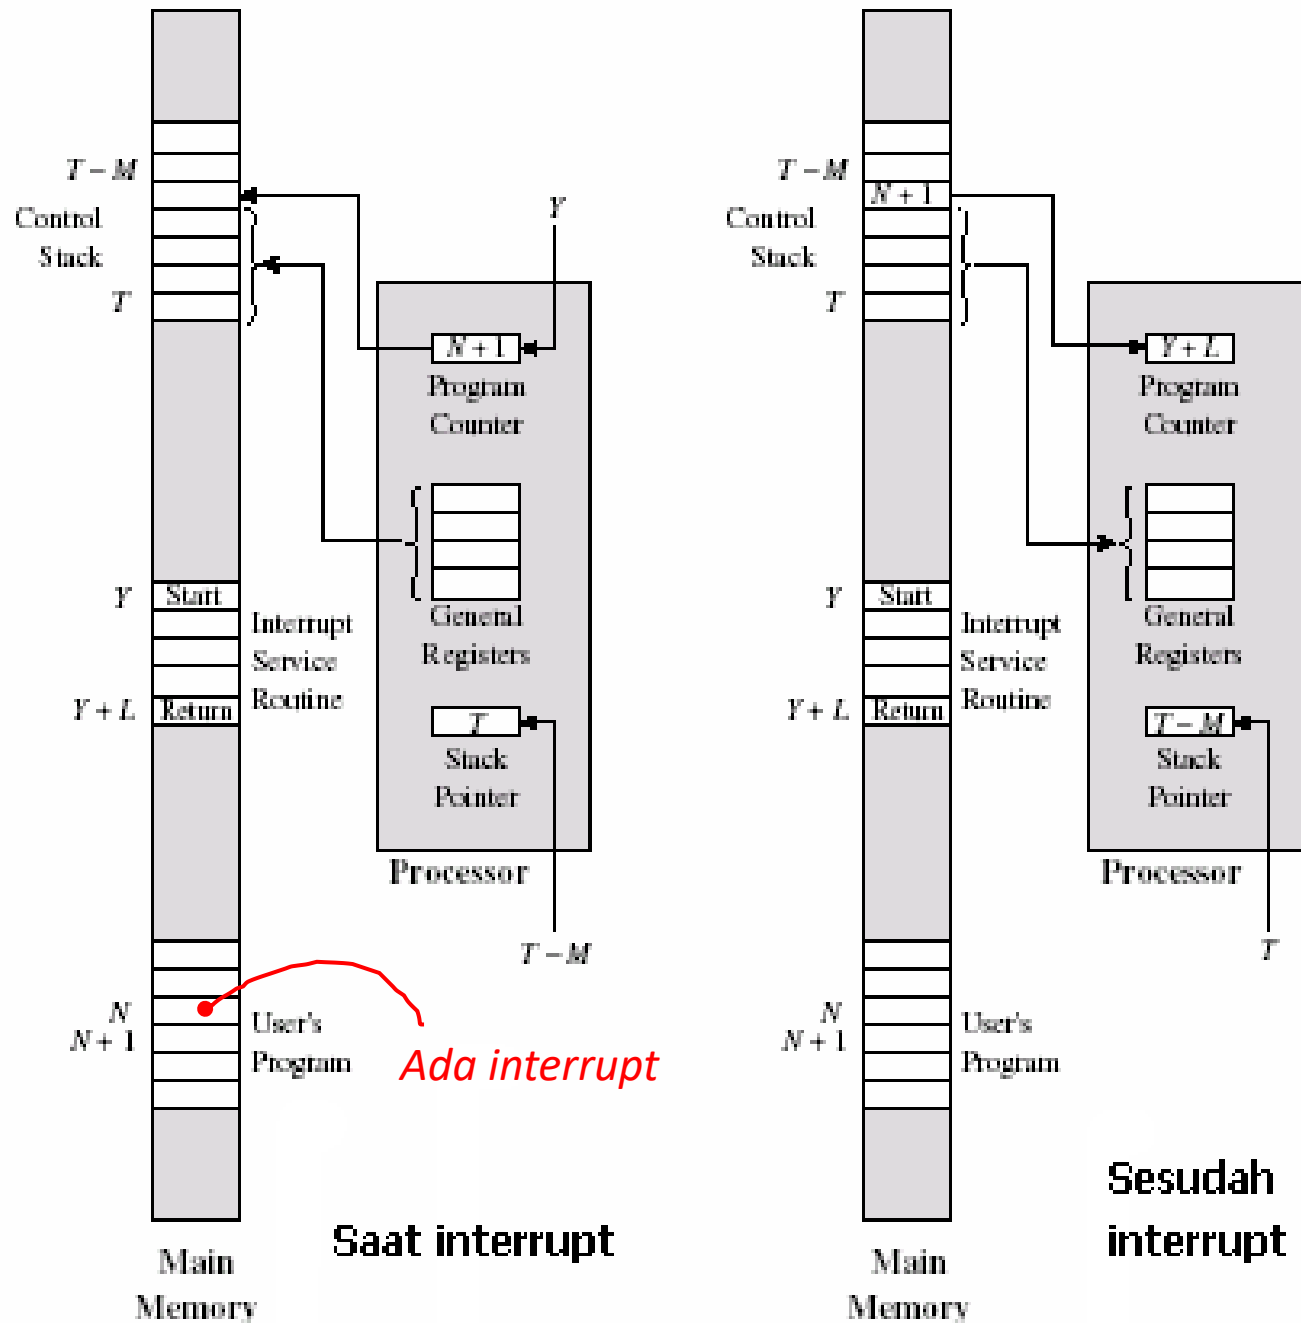 T − M
Control
Stack
T
Y
N + 1
Program
Counter
Y
Start
Interrupt
Service
Routine
Y + L
Return
General
Registers
T
Stack
Pointer
Processor
T − M
N
N + 1
User's
Program
Ada interrupt
Saat interrupt
Main
Memory
T − M
N + 1
Control
Stack
T
Y + L
Program
Counter
Y
Start
Interrupt
Service
Routine
Y + L
Return
General
Registers
T − M
Stack
Pointer
Processor
T
N
N + 1
User's
Program
Sesudah
interrupt
Main
Memory